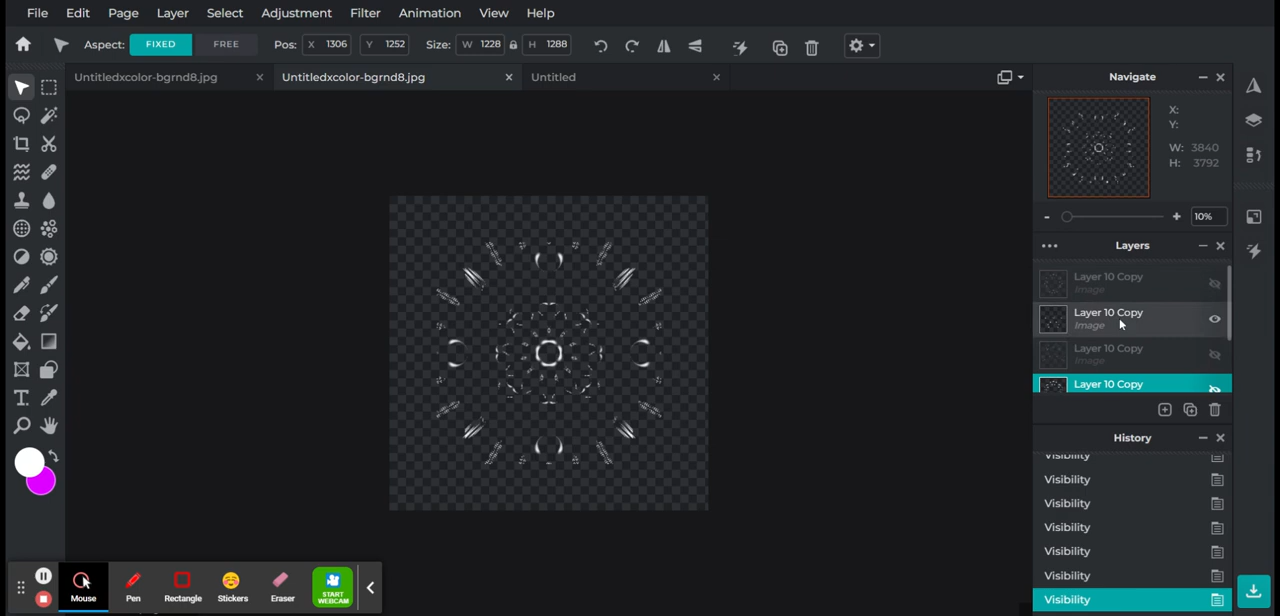 File Edit Page Layer Select Adjustment Filter Animation View Help
Aspect: FIXED FREE Pos: X 1306 Y 1252 Size: W 1228 H 1288
Untitledxcolor-bgrnd8.jpg Untitledxcolor-bgrnd8.jpg Untitled
Navigate
X:
Y:
W: 3840
H: 3792
- + 10%
Layers
Layer 10 Copy
Image
Layer 10 Copy
Image
Layer 10 Copy
Image
Layer 10 Copy
History
Visibility
Visibility
Visibility
Visibility
Visibility
Visibility
Visibility
Mouse Pen Rectangle Stickers Eraser START WEBCAM